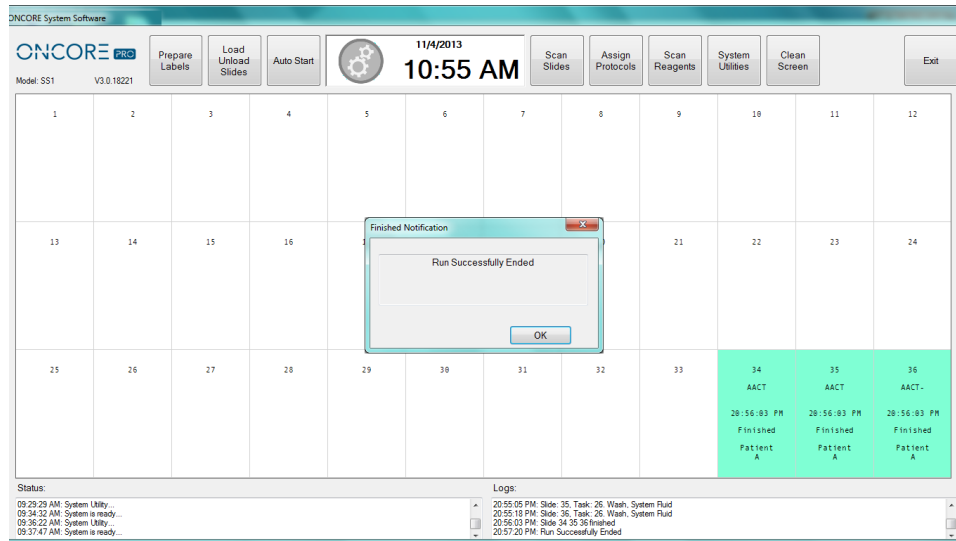 ONCORE System Software
ONCORE PRO
Model: SS1 V3.0.18221
Prepare Labels
Load Unload Slides
Auto Start
11/4/2013
10:55 AM
Scan Slides
Assign Protocols
Scan Reagents
System Utilities
Clean Screen
Exit
1 2 3 4 5 6 7 8 9 10 11 12
Finished Notification
13 14 15 16 21 22 23 24
Run Successfully Ended
OK
25 26 27 28 29 30 31 32 33 34 35 36
AACT AACT AACT-
20:56:03 PM 20:56:03 PM 20:56:03 PM
Finished Finished Finished
Patient Patient Patient
A A A
Status:
09:29:29 AM: System Utility...
09:34:32 AM: System is ready...
09:36:22 AM: System Utility...
09:37:47 AM: System is ready...
Logs:
20:55:05 PM: Slide: 35, Task: 26. Wash, System Fluid
20:55:18 PM: Slide: 36, Task: 26. Wash, System Fluid
20:56:03 PM: Slide 34 35 36 finished
20:57:20 PM: Run Successfully Ended